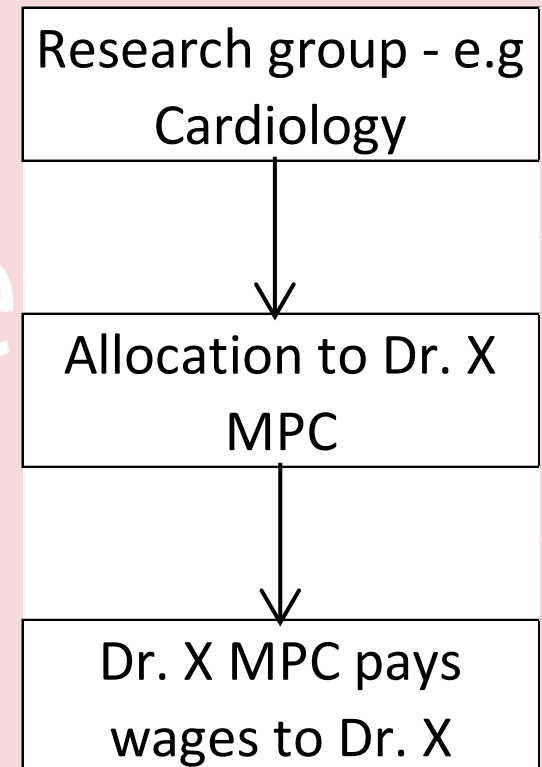 Research group - e.g
Cardiology
Allocation to Dr. X
MPC
Dr. X MPC pays
wages to Dr. X